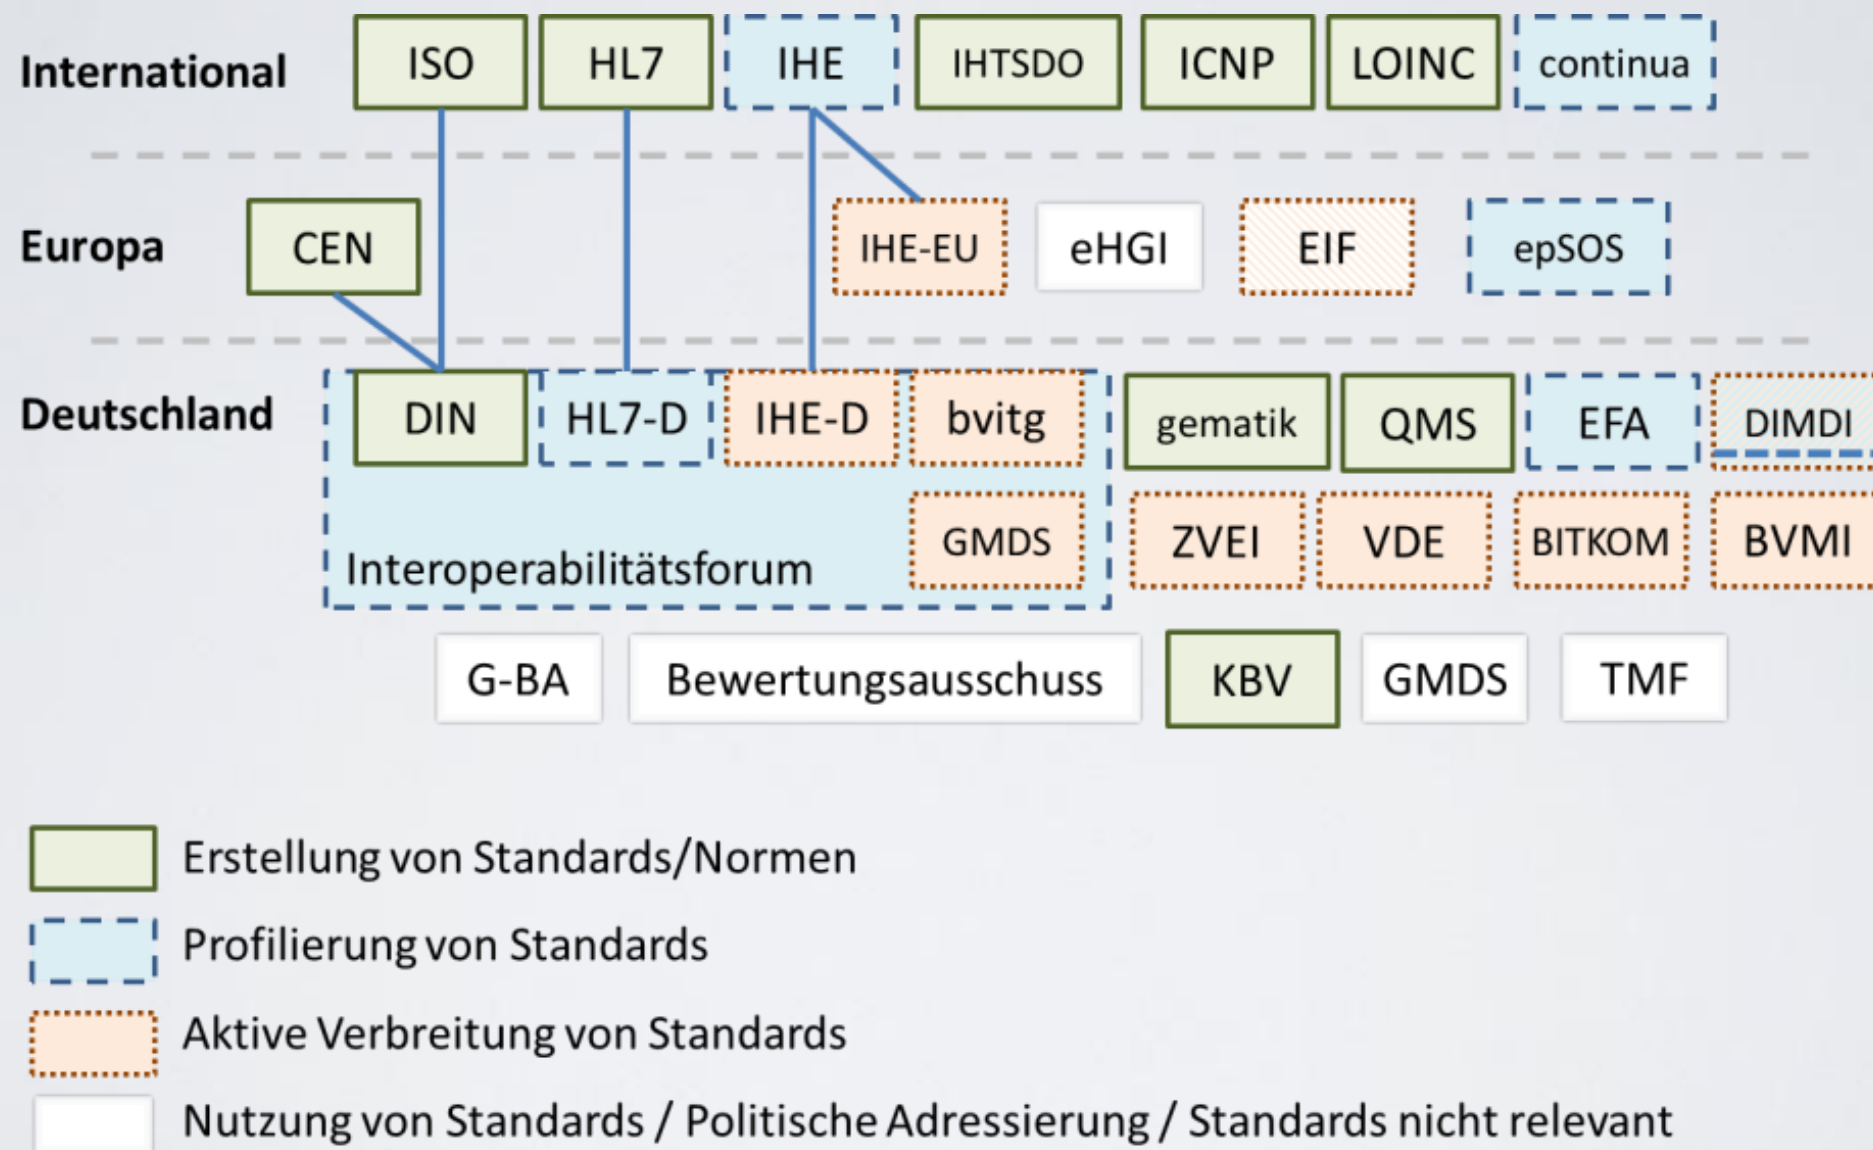 International ISO HL7 IHE IHTSDO ICNP LOINC continua
Europa CEN IHE-EU eHGI EIF epSOS
Deutschland DIN HL7-D IHE-D bvitg gematik QMS EFA DIMDI
GMDS ZVEI VDE BITKOM BVMI
Interoperabilitätsforum
G-BA Bewertungsausschuss KBV GMDS TMF
Erstellung von Standards/Normen
Profilierung von Standards
Aktive Verbreitung von Standards
Nutzung von Standards / Politische Adressierung / Standards nicht relevant